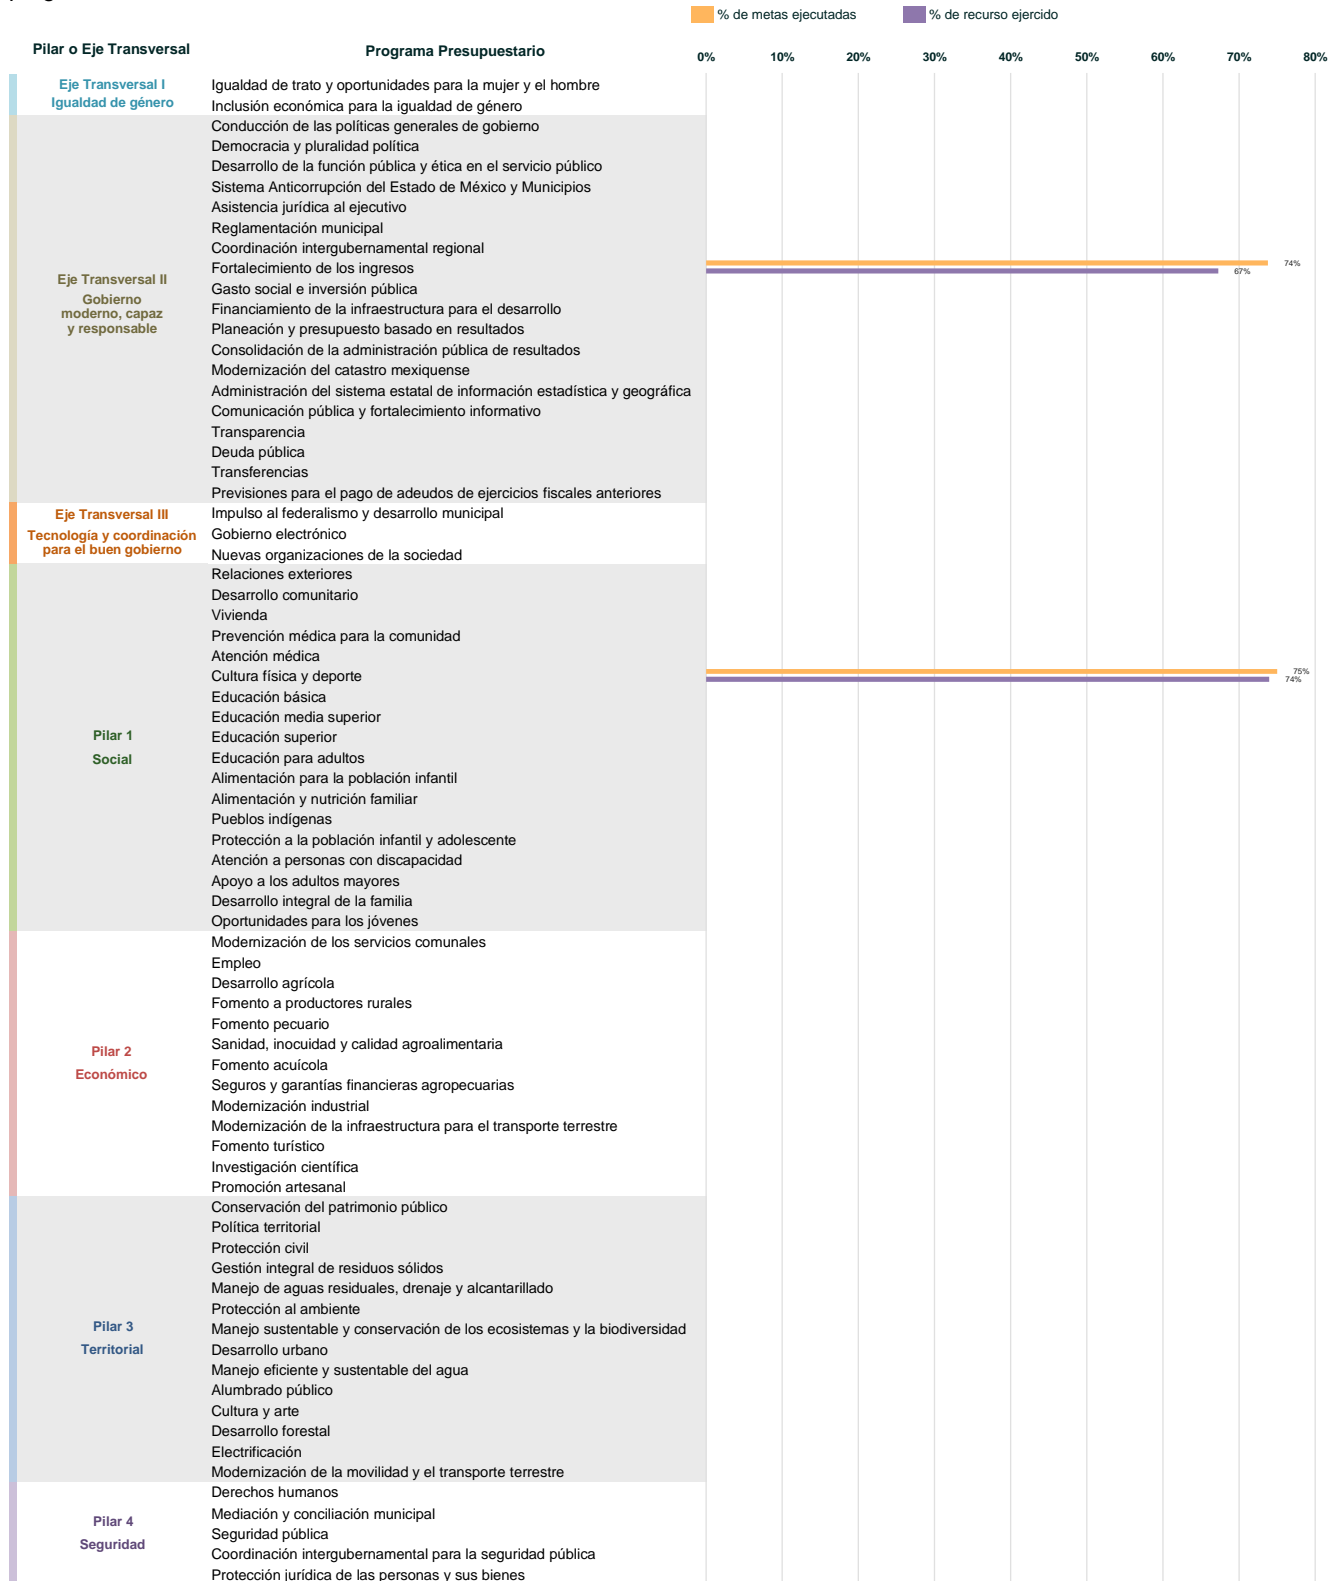 % de metas ejecutadas
% de recurso ejercido
Pilar o Eje Transversal
Programa Presupuestario
0% 10% 20% 30% 40% 50% 60% 70% 80%
Eje Transversal I
Igualdad de género
Igualdad de trato y oportunidades para la mujer y el hombre
Inclusión económica para la igualdad de género
Eje Transversal II
Gobierno
moderno, capaz
y responsable
Conducción de las políticas generales de gobierno
Democracia y pluralidad política
Desarrollo de la función pública y ética en el servicio público
Sistema Anticorrupción del Estado de México y Municipios
Asistencia jurídica al ejecutivo
Reglamentación municipal
Coordinación intergubernamental regional
Fortalecimiento de los ingresos
74%
67%
Gasto social e inversión pública
Financiamiento de la infraestructura para el desarrollo
Planeación y presupuesto basado en resultados
Consolidación de la administración pública de resultados
Modernización del catastro mexiquense
Administración del sistema estatal de información estadística y geográfica
Comunicación pública y fortalecimiento informativo
Transparencia
Deuda pública
Transferencias
Previsiones para el pago de adeudos de ejercicios fiscales anteriores
Eje Transversal III
Tecnología y coordinación
para el buen gobierno
Impulso al federalismo y desarrollo municipal
Gobierno electrónico
Nuevas organizaciones de la sociedad
Pilar 1
Social
Relaciones exteriores
Desarrollo comunitario
Vivienda
Prevención médica para la comunidad
Atención médica
Cultura física y deporte
75%
74%
Educación básica
Educación media superior
Educación superior
Educación para adultos
Alimentación para la población infantil
Alimentación y nutrición familiar
Pueblos indígenas
Protección a la población infantil y adolescente
Atención a personas con discapacidad
Apoyo a los adultos mayores
Desarrollo integral de la familia
Oportunidades para los jóvenes
Pilar 2
Económico
Modernización de los servicios comunales
Empleo
Desarrollo agrícola
Fomento a productores rurales
Fomento pecuario
Sanidad, inocuidad y calidad agroalimentaria
Fomento acuícola
Seguros y garantías financieras agropecuarias
Modernización industrial
Modernización de la infraestructura para el transporte terrestre
Fomento turístico
Investigación científica
Promoción artesanal
Pilar 3
Territorial
Conservación del patrimonio público
Política territorial
Protección civil
Gestión integral de residuos sólidos
Manejo de aguas residuales, drenaje y alcantarillado
Protección al ambiente
Manejo sustentable y conservación de los ecosistemas y la biodiversidad
Desarrollo urbano
Manejo eficiente y sustentable del agua
Alumbrado público
Cultura y arte
Desarrollo forestal
Electrificación
Modernización de la movilidad y el transporte terrestre
Pilar 4
Seguridad
Derechos humanos
Mediación y conciliación municipal
Seguridad pública
Coordinación intergubernamental para la seguridad pública
Protección jurídica de las personas y sus bienes